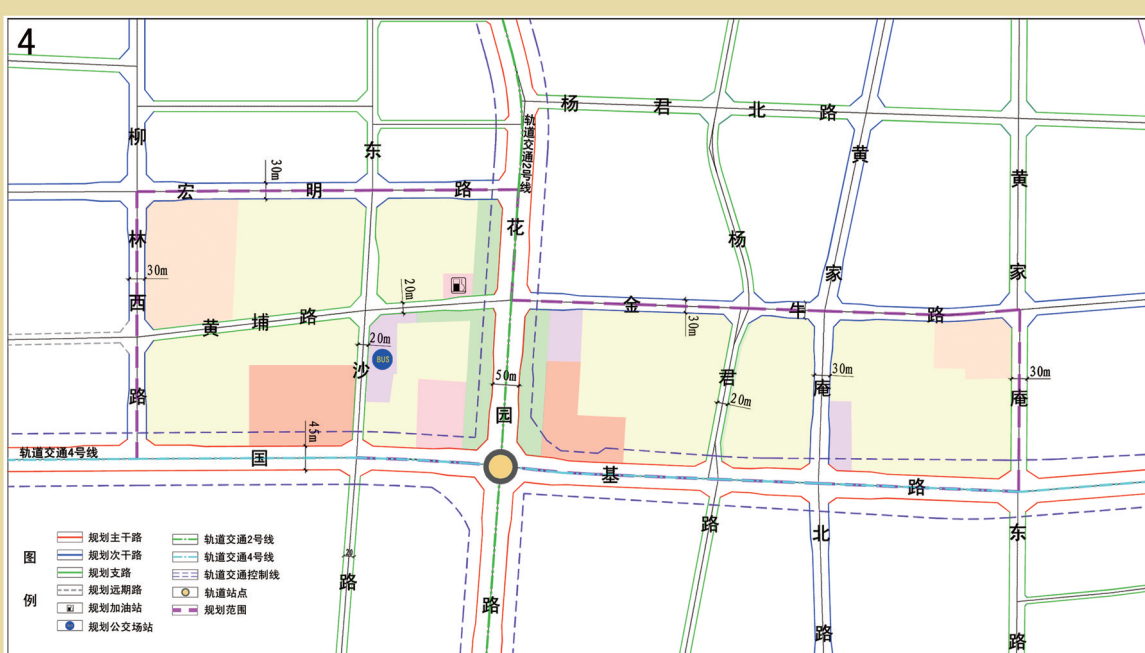 4
杨君北路
柳林西路
东沙路
轨道交通2号线
黄家庵北路
黄家庵东路
30m
宏明路
花园路
杨君路
30m
20m
金牛路
黄埔路
30m
20m
BUS
50m
30m
30m
20m
45m
轨道交通4号线
国基路
20
图例
规划主干路
规划次干路
规划支路
规划远期路
规划加油站
规划公交场站
轨道交通2号线
轨道交通4号线
轨道交通控制线
轨道站点
规划范围